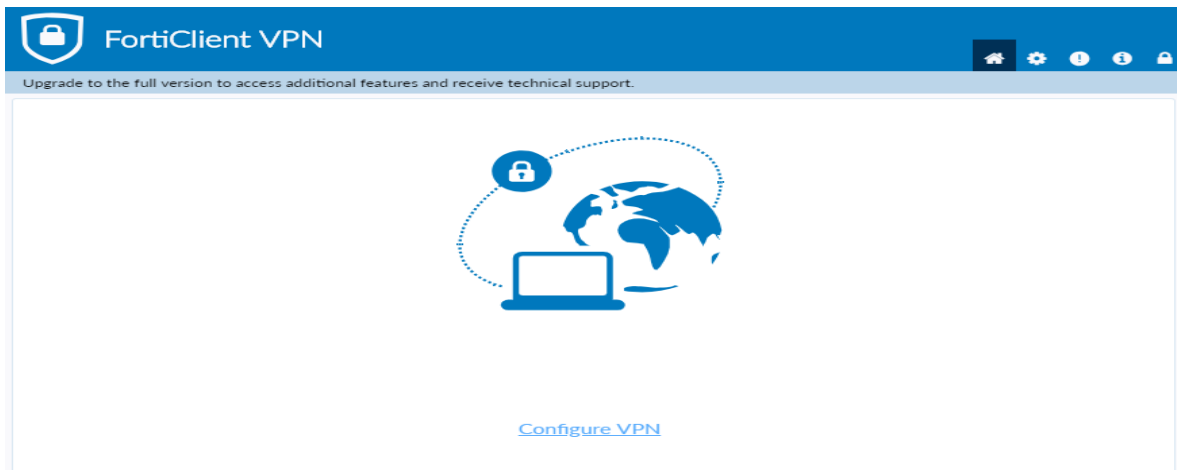 FortiClient VPN
Upgrade to the full version to access additional features and receive technical support.
Configure VPN